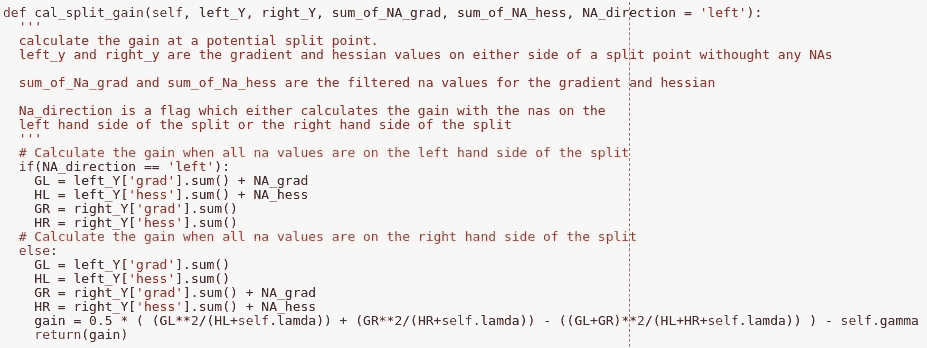 def cal_split_gain(self, left_Y, right_Y, sum_of_NA_grad, sum_of_NA_hess, NA_direction = 'left'):
  '''
  calculate the gain at a potential split point.
  left_y and right_y are the gradient and hessian values on either side of a split point withought any NAs

  sum_of_Na_grad and sum_of_Na_hess are the filtered na values for the gradient and hessian

  Na_direction is a flag which either calculates the gain with the nas on the
  left hand side of the split or the right hand side of the split
  '''
  # Calculate the gain when all na values are on the left hand side of the split
  if(NA_direction == 'left'):
    GL = left_Y['grad'].sum() + NA_grad
    HL = left_Y['hess'].sum() + NA_hess
    GR = right_Y['grad'].sum()
    HR = right_Y['hess'].sum()
  # Calculate the gain when all na values are on the right hand side of the split
  else:
    GL = left_Y['grad'].sum()
    HL = left_Y['hess'].sum()
    GR = right_Y['grad'].sum() + NA_grad
    HR = right_Y['hess'].sum() + NA_hess
    gain = 0.5 * ( (GL**2/(HL+self.lamda)) + (GR**2/(HR+self.lamda)) - ((GL+GR)**2/(HL+HR+self.lamda)) ) - self.gamma
    return(gain)